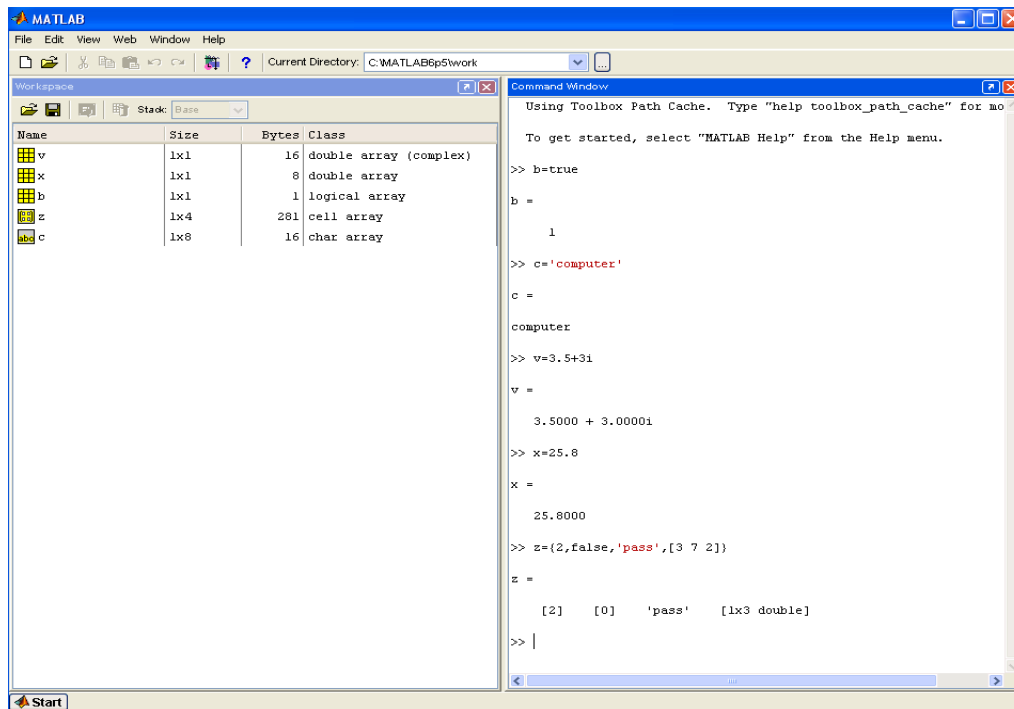 MATLAB
File Edit View Web Window Help
? Current Directory: C:\MATLAB6p5\work ...
Workspace
Stack: Base
Name Size Bytes Class
v 1x1 16 double array (complex)
x 1x1 8 double array
b 1x1 1 logical array
z 1x4 281 cell array
abc c 1x8 16 char array
Command Window
Using Toolbox Path Cache. Type "help toolbox_path_cache" for mo
To get started, select "MATLAB Help" from the Help menu.
>> b=true
b =
1
>> c='computer'
c =
computer
>> v=3.5+3i
v =
3.5000 + 3.0000i
>> x=25.8
x =
25.8000
>> z={2,false,'pass',[3 7 2]}
z =
[2] [0] 'pass' [1x3 double]
>>
Start